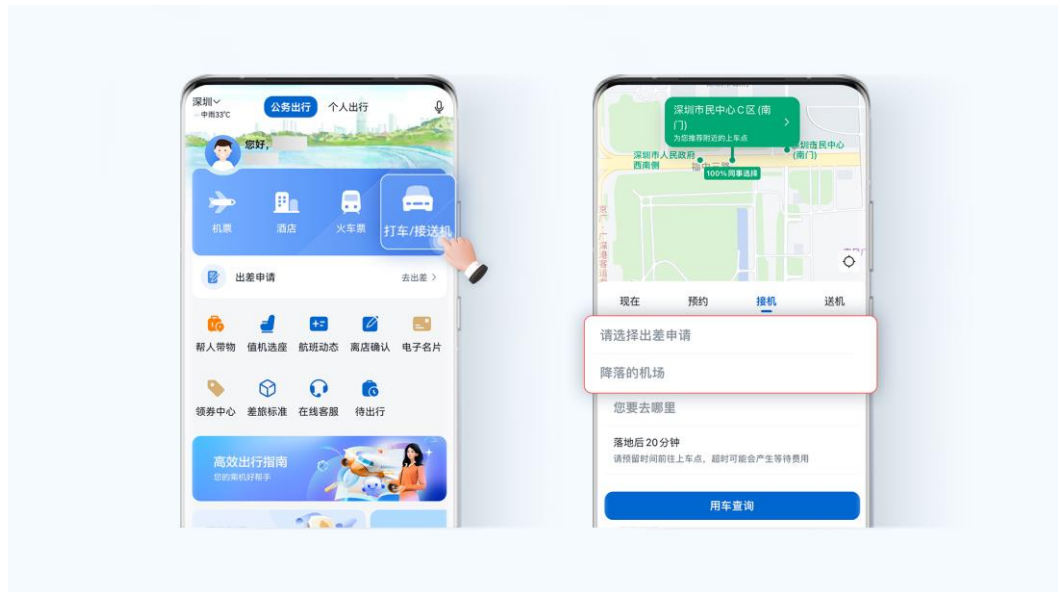 深圳
中雨33℃
公务出行
个人出行
您好,
机票
酒店
火车票
打车/接送机
出差申请
去出差
帮人带物
值机选座
航班动态
离店确认
电子名片
领券中心
差旅标准
在线客服
待出行
高效出行指南
您的乘机好帮手
深圳市民中心C区(南
门)
为您推荐附近的上车点
深圳市人民政府
西南侧
深圳市民中心
(南门)
福中三路
100%同事选择
现在
预约
接机
送机
请选择出差申请
降落的机场
您要去哪里
落地后20分钟
请预留时间前往上车点，超时可能会产生等待费用
用车查询